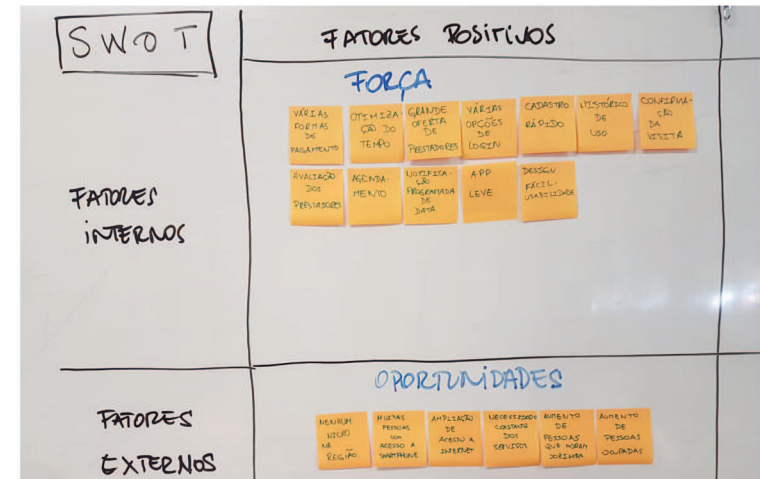 SWOT
FATORES POSITIVOS
FORÇA
FATORES
INTERNOS
VÁRIAS
FORMAS
DE
PAGAMENTO
OTIMIZA-
ÇÃO DO
TEMPO
GRANDE
OFERTA
DE
PRESTADORES
VÁRIAS
OPÇÕES
DE
LOGIN
CADASTRO
RÁPIDO
HISTÓRICO
DE
USO
CONFIRMA-
ÇÃO
DA
VISITA
AVALIAÇÃO
DOS
PRESTADORES
AGENDA-
MENTO
NOTIFICA-
ÇÃO
PROGRAMADA
DE
DATA
APP
LEVE
DESIGN
FÁCIL.
USABILIDADE
OPORTUNIDADES
FATORES
EXTERNOS
NENHUM
NICHO
NA
REGIÃO
MUITAS
PESSOAS
COM
ACESSO A
SMARTPHONE
AMPLIAÇÃO
DE
ACESSO A
INTERNET
NECESSIDADE
CONSTANTE
DOS
SERVIÇOS
AUMENTO
DE
PESSOAS
QUE MORAM
SOZINHA
AUMENTO
DE
PESSOAS
OCUPADAS